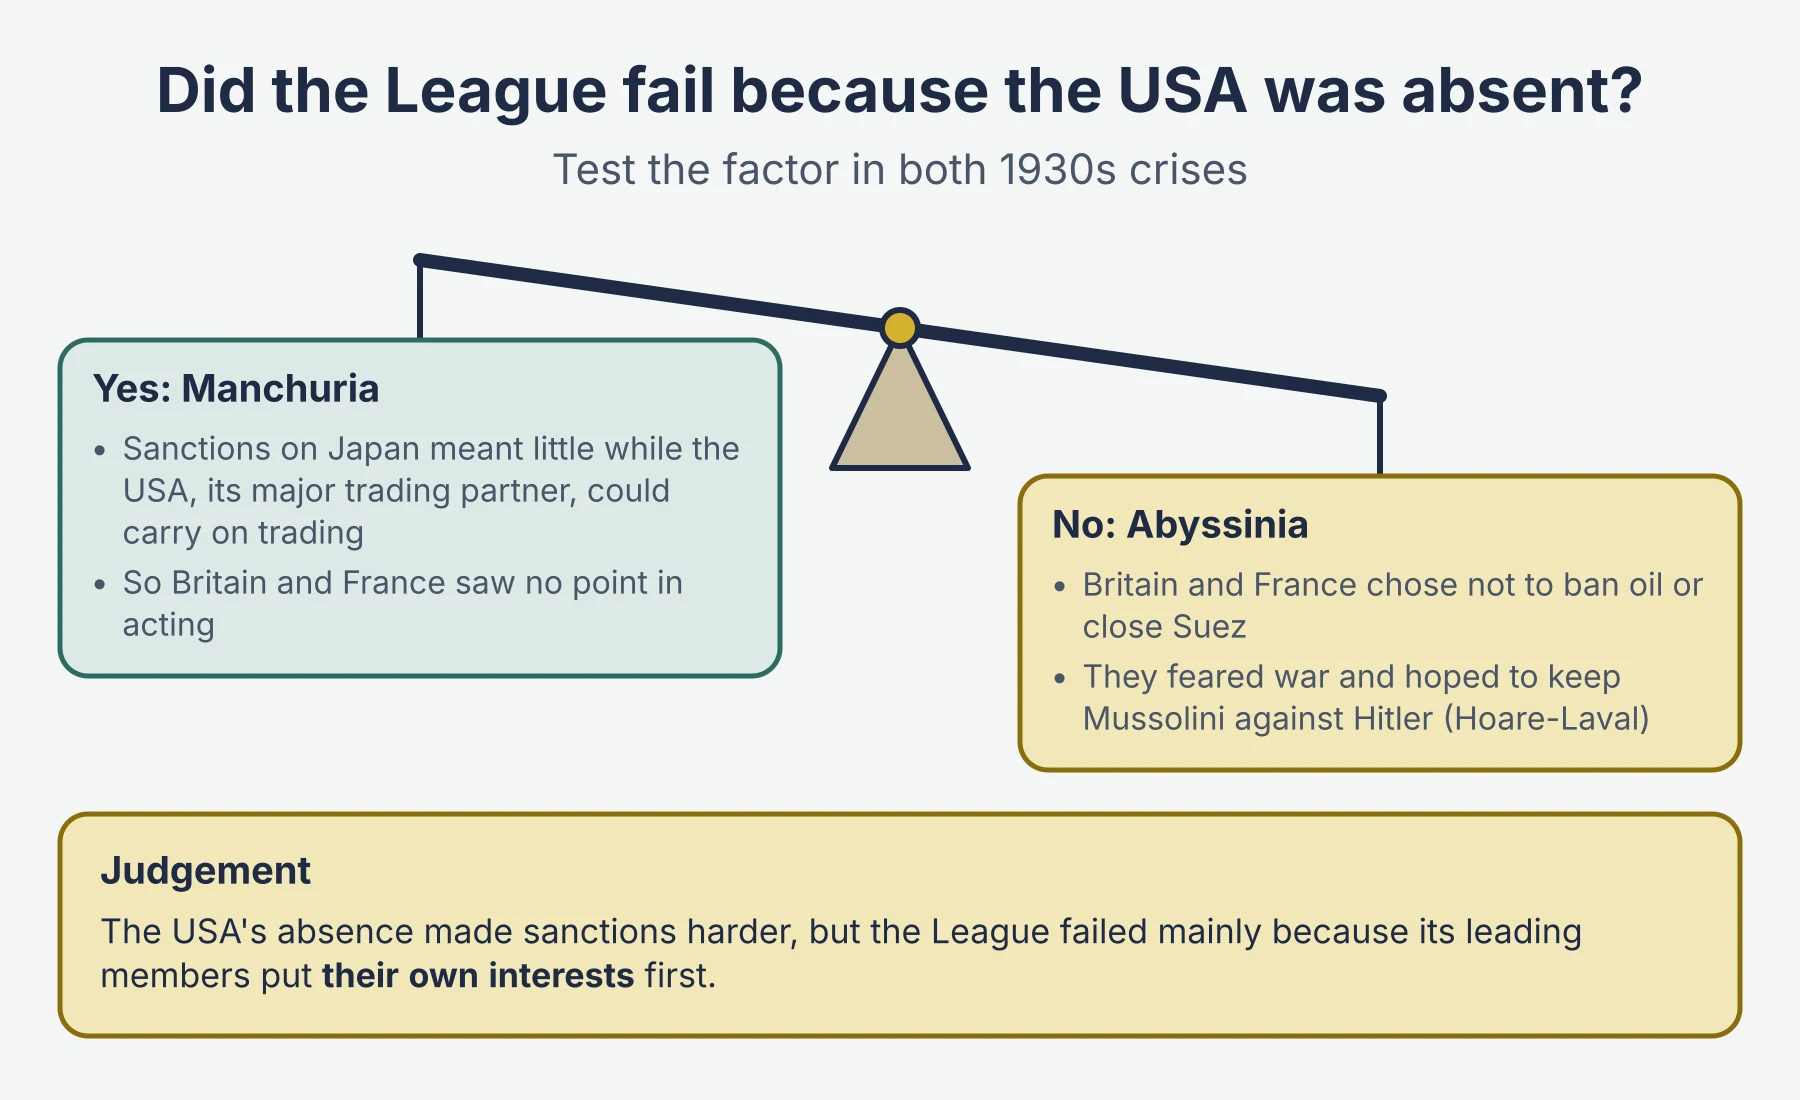 Did the League fail because the USA was absent?
Test the factor in both 1930s crises
Yes: Manchuria
• Sanctions on Japan meant little while the
USA, its major trading partner, could
carry on trading
• So Britain and France saw no point in
acting
No: Abyssinia
• Britain and France chose not to ban oil or
close Suez
• They feared war and hoped to keep
Mussolini against Hitler (Hoare-Laval)
Judgement
The USA's absence made sanctions harder, but the League failed mainly because its leading
members put their own interests first.